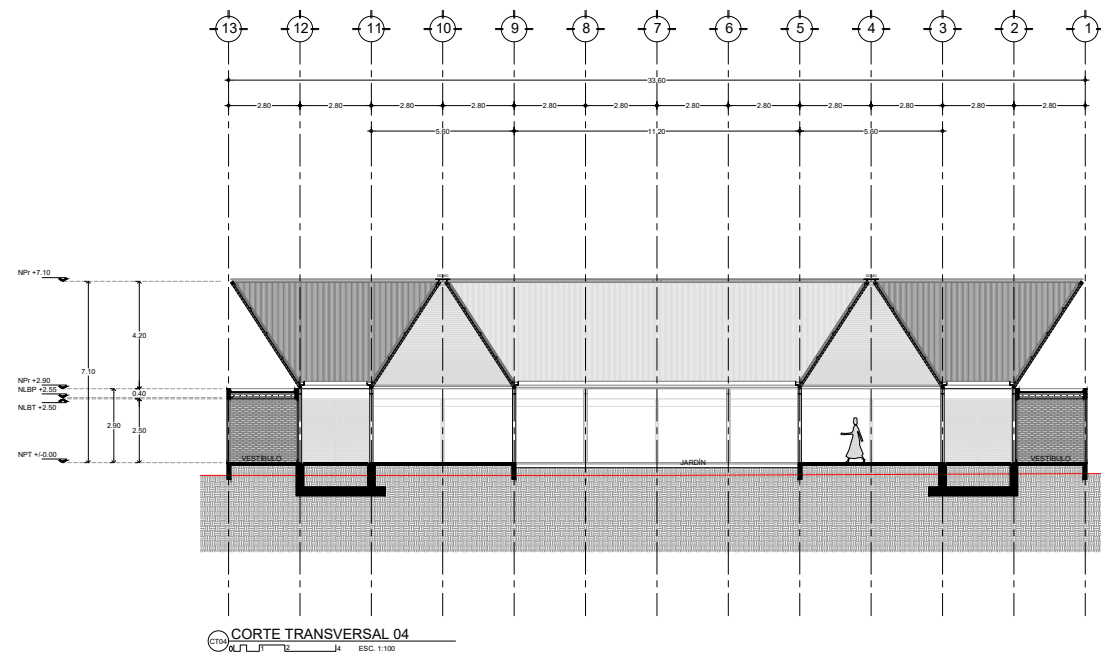 13 12 11 10 9 8 7 6 5 4 3 2 1
33.60
2.80 2.80 2.80 2.80 2.80 2.80 2.80 2.80 2.80 2.80 2.80 2.80
5.60 11.20 5.60
NPr +7.10
DOMO DOMO
4.20
7.10
NPr +2.90
NLBP +2.55
0.40
NLBT +2.50
2.90
2.50
NPT +/-0.00
VESTÍBULO JARDÍN VESTÍBULO
CT04 CORTE TRANSVERSAL 04
0 1 2 4 ESC. 1:100